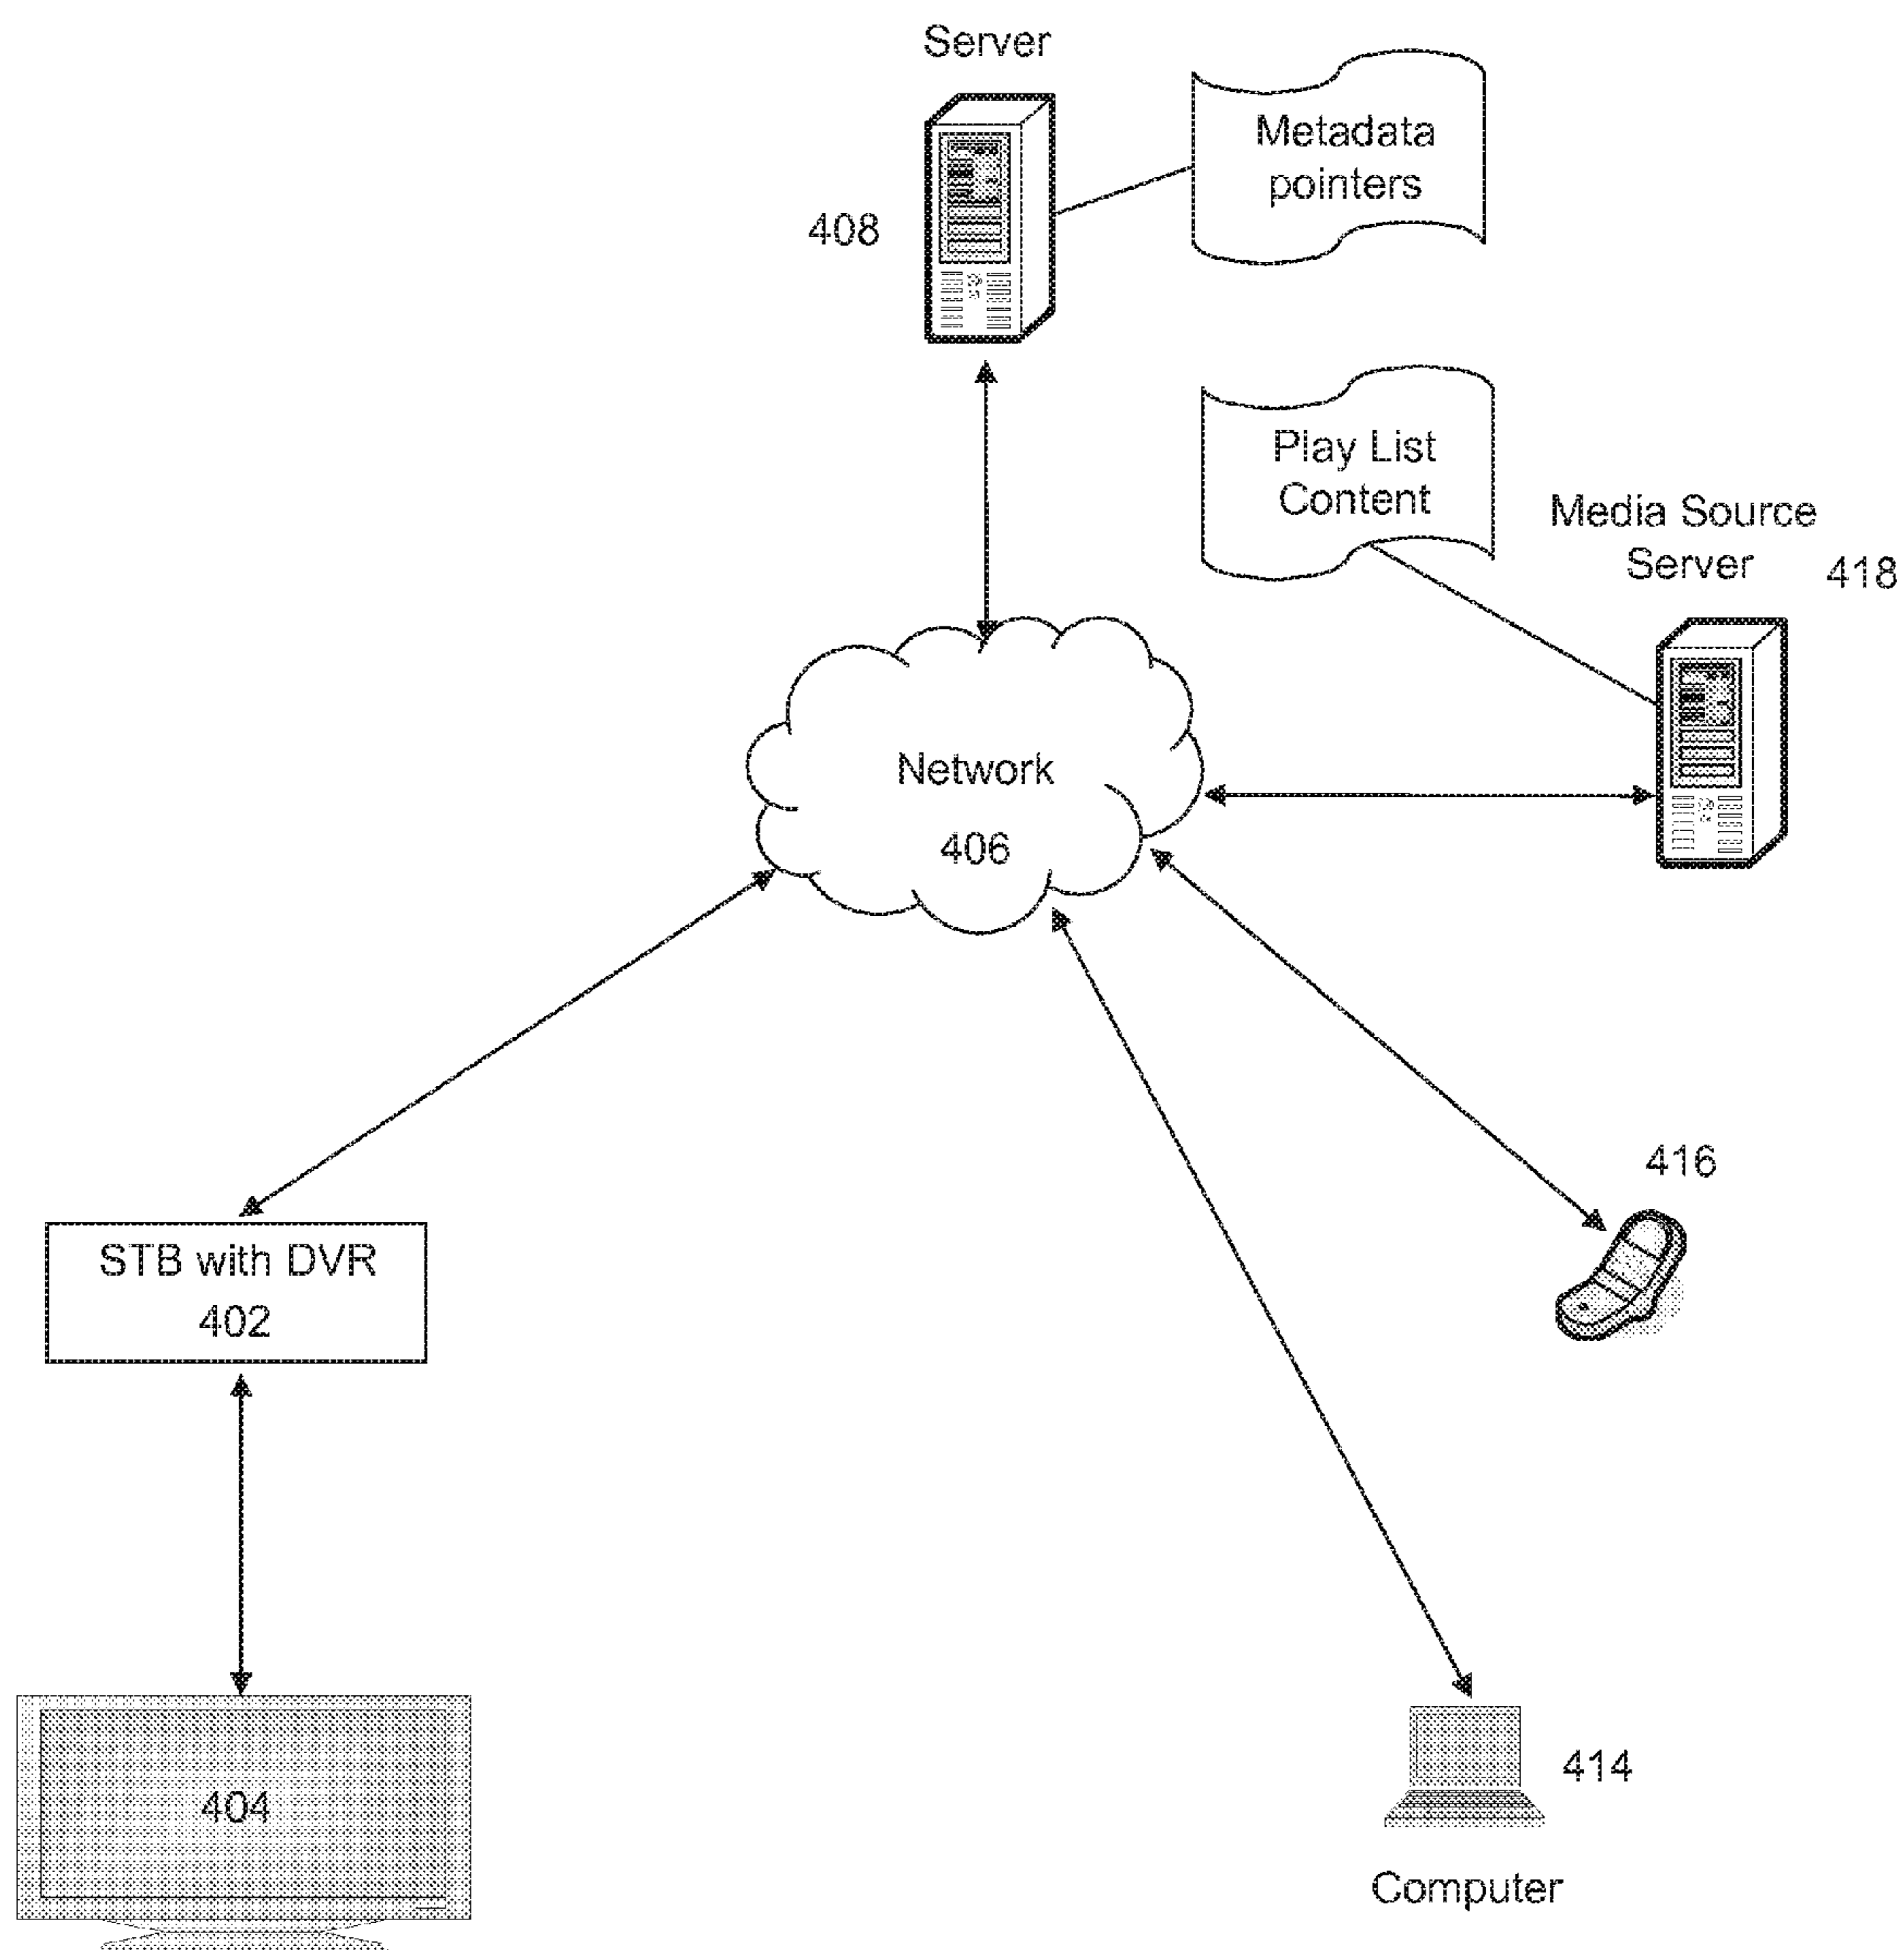 Server
Metadata
pointers
408
Play List
Content
Media Source
Server
418
Network
406
416
STB with DVR
402
404
414
Computer